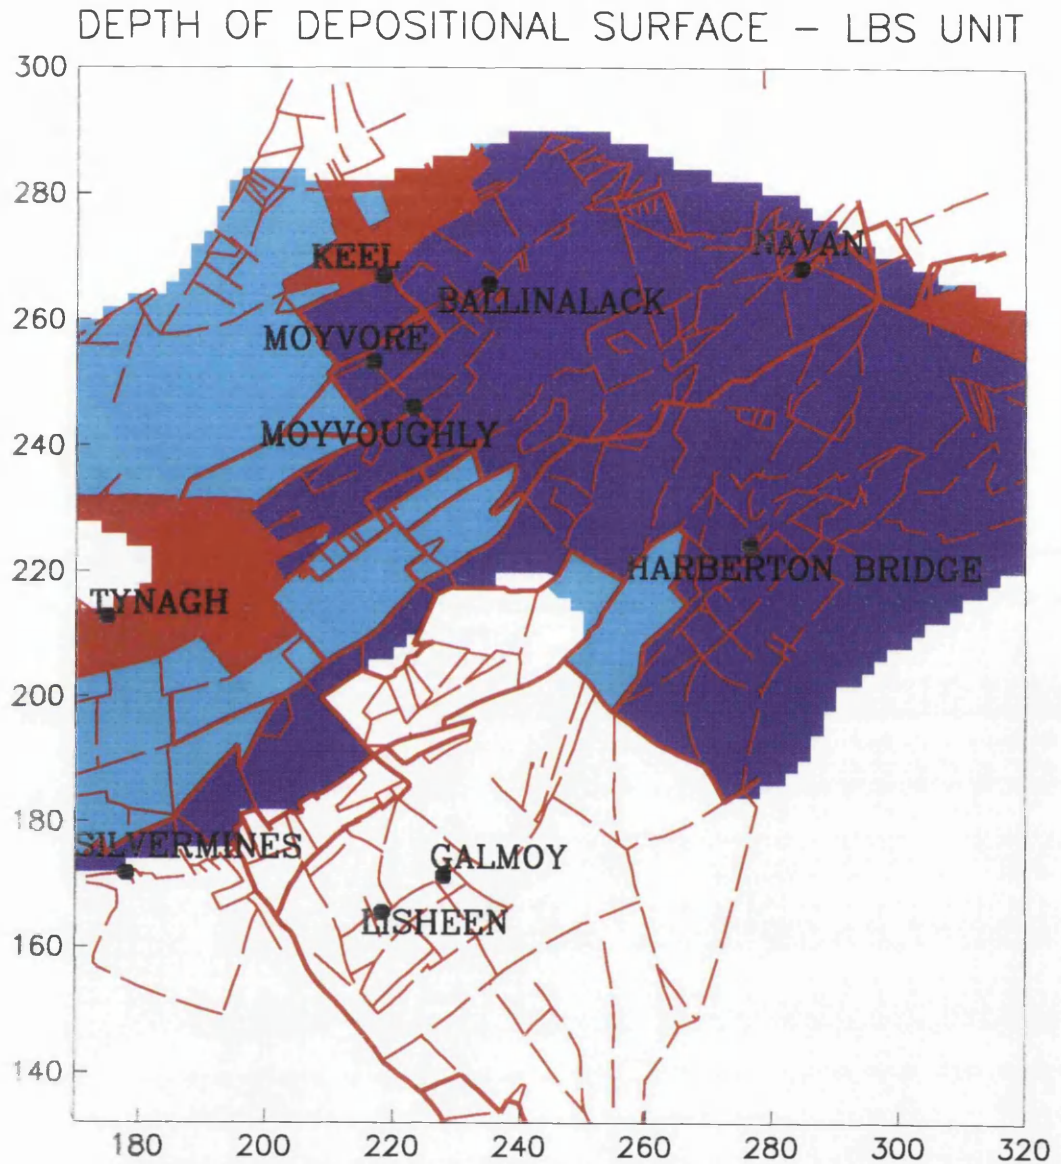 DEPTH OF DEPOSITIONAL SURFACE – LBS UNIT
300
280
NAVAN
KEEL
BALLINALACK
260
MOYVORE
MOYVOUGHLY
240
220
HARBERTON BRIDGE
TYNAGH
200
180
SILVERMINES
GALMOY
LISHEEN
160
140
180 200 220 240 260 280 300 320